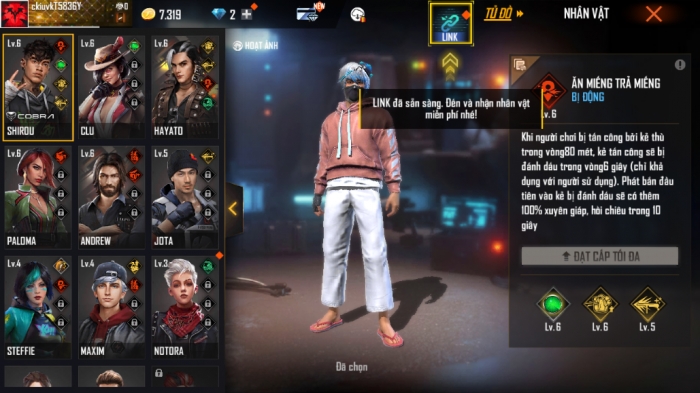 ckiuvkT5836Y
0
7.319
2
NEW
LINK
TỦ ĐỒ
NHÂN VẬT
Lv.6
Lv.6
Lv.6
COBRA
SHIROU
CLU
HAYATO
Lv.6
Lv.6
Lv.5
PALOMA
ANDREW
JOTA
Lv.4
Lv.4
Lv.3
STEFFIE
MAXIM
NOTORA
HOẠT ẢNH
LINK đã sẵn sàng. Đến và nhận nhân vật
miễn phí nhé!
Đã chọn
ĂN MIẾNG TRẢ MIẾNG
BỊ ĐỘNG
Lv.6
Khi người chơi bị tấn công bởi kẻ thù
trong vòng80 mét, kẻ tấn công sẽ bị
đánh dấu trong vòng6 giây (chỉ khả
dụng với người sử dụng). Phát bắn đầu
tiên vào kẻ bị đánh dấu sẽ có thêm
100% xuyên giáp, hồi chiêu trong 10
giây
ĐẠT CẤP TỐI ĐA
Lv.6
Lv.6
Lv.5